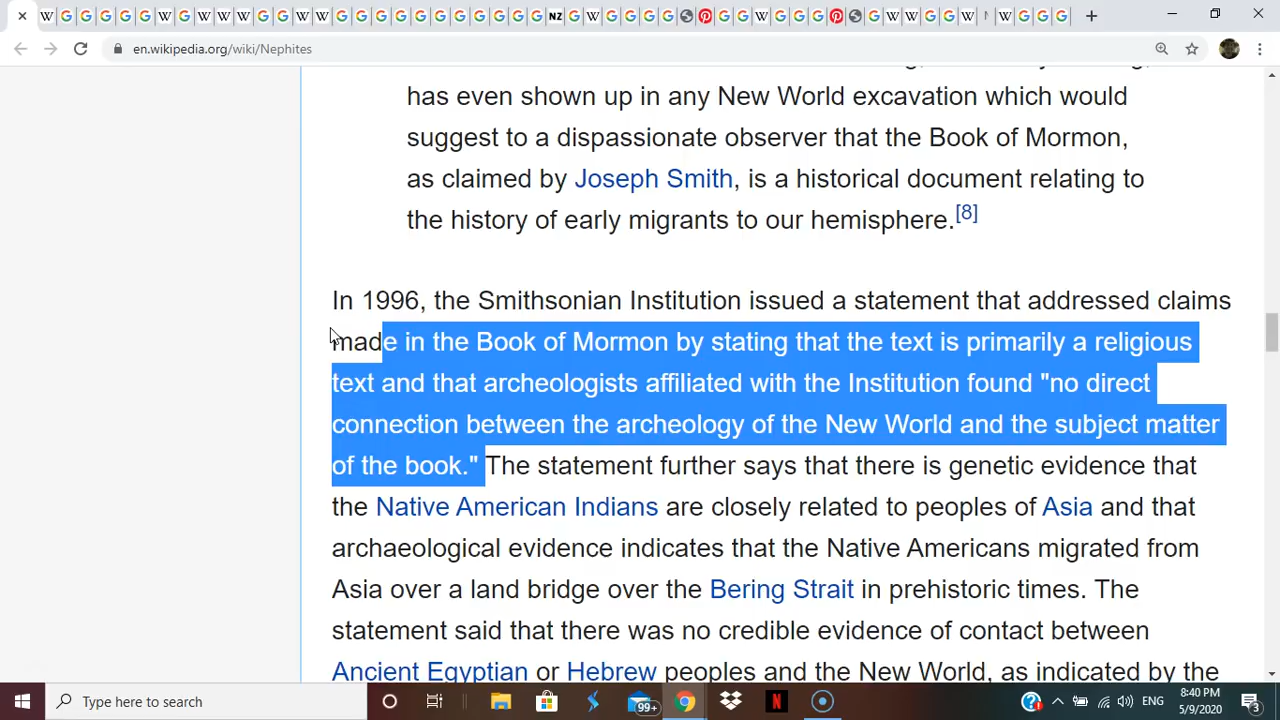 en.wikipedia.org/wiki/Nephites
has even shown up in any New World excavation which would
suggest to a dispassionate observer that the Book of Mormon,
as claimed by Joseph Smith, is a historical document relating to
the history of early migrants to our hemisphere.[8]
In 1996, the Smithsonian Institution issued a statement that addressed claims
made in the Book of Mormon by stating that the text is primarily a religious
text and that archeologists affiliated with the Institution found "no direct
connection between the archeology of the New World and the subject matter
of the book." The statement further says that there is genetic evidence that
the Native American Indians are closely related to peoples of Asia and that
archaeological evidence indicates that the Native Americans migrated from
Asia over a land bridge over the Bering Strait in prehistoric times. The
statement said that there was no credible evidence of contact between
Ancient Egyptian or Hebrew peoples and the New World, as indicated by the
Type here to search
99+
N
ENG
8:40 PM
5/9/2020
3